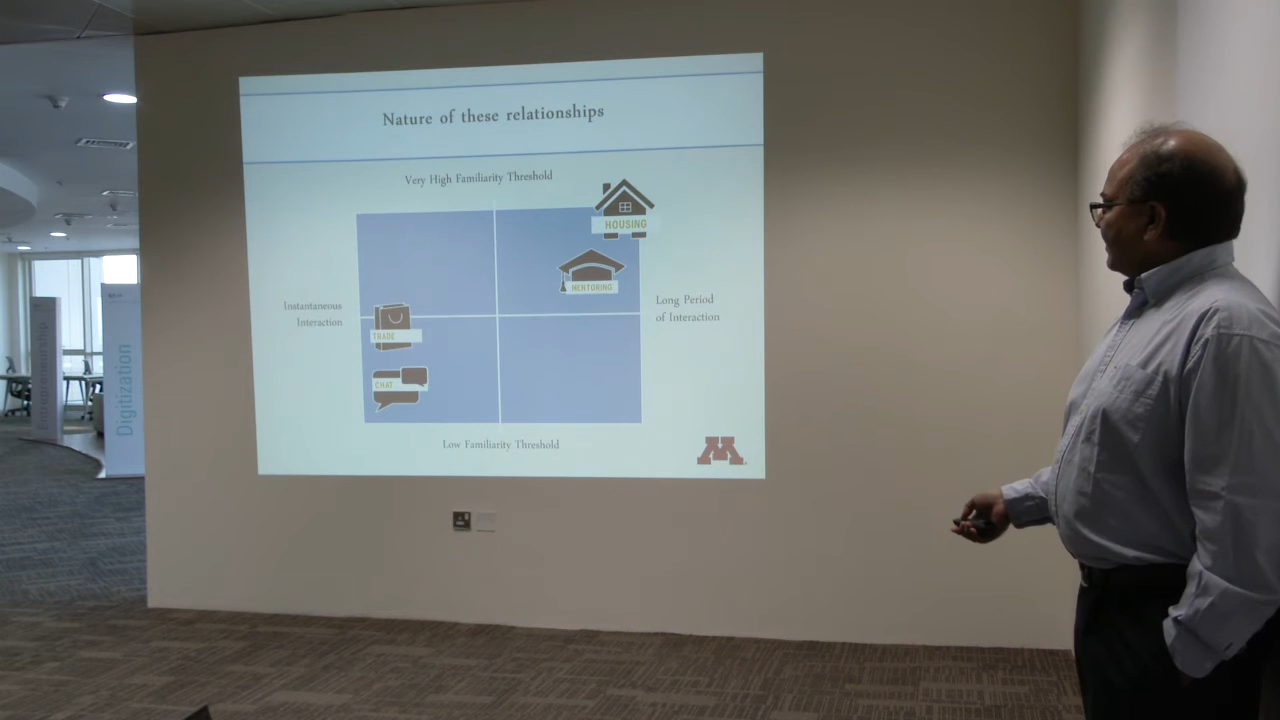 Nature of these relationships
Very High Familiarity Threshold
HOUSING
MENTORING
Instantaneous
Interaction
Long Period
of Interaction
TRADE
CHAT
Low Familiarity Threshold
M
Entrepreneurship
Digitization